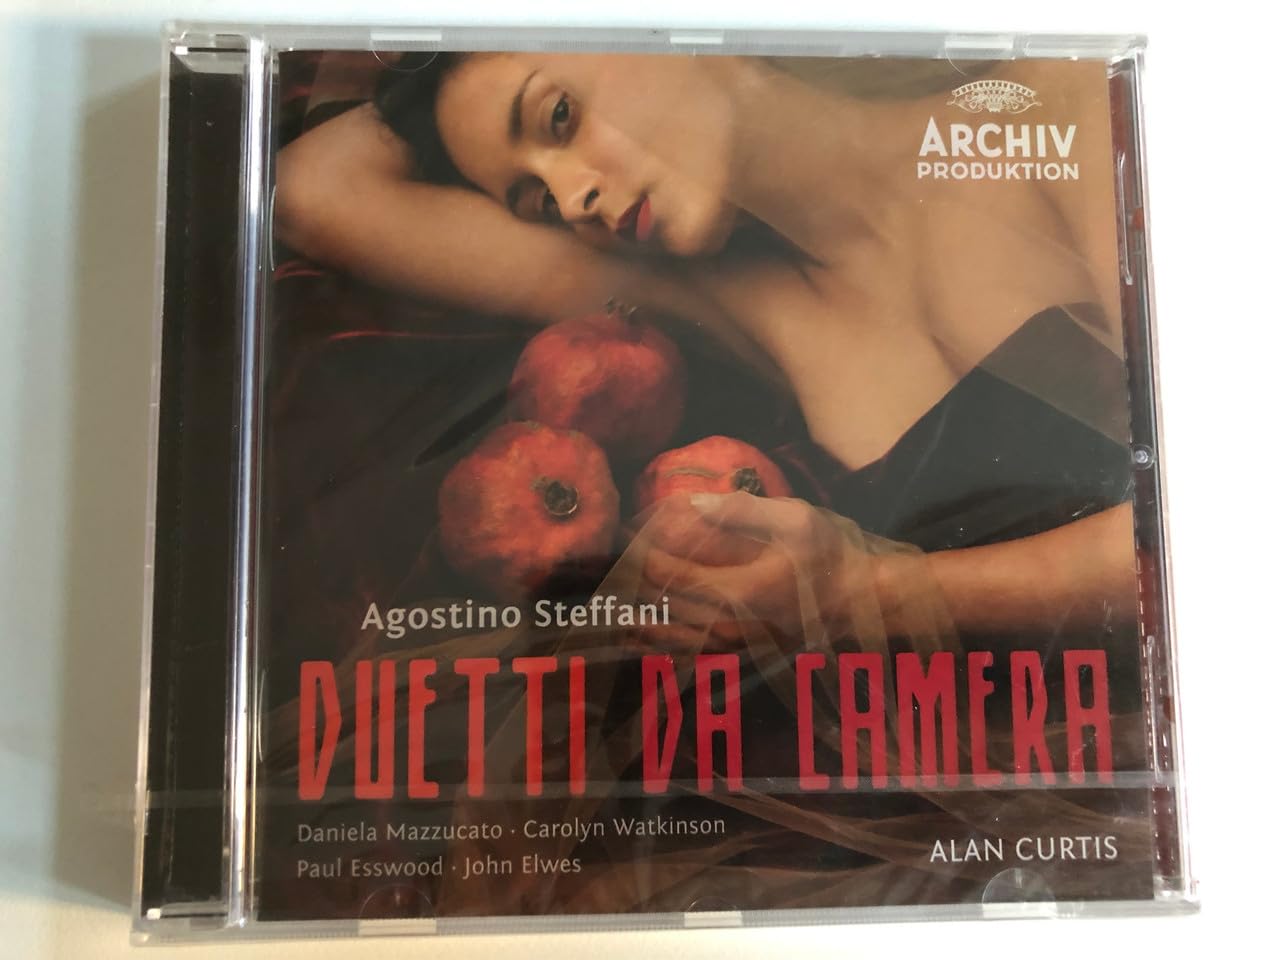 ARCHIV
PRODUKTION
Agostino Steffani
DUETTI DA CAMERA
Daniela Mazzucato · Carolyn Watkinson
Paul Esswood · John Elwes
ALAN CURTIS